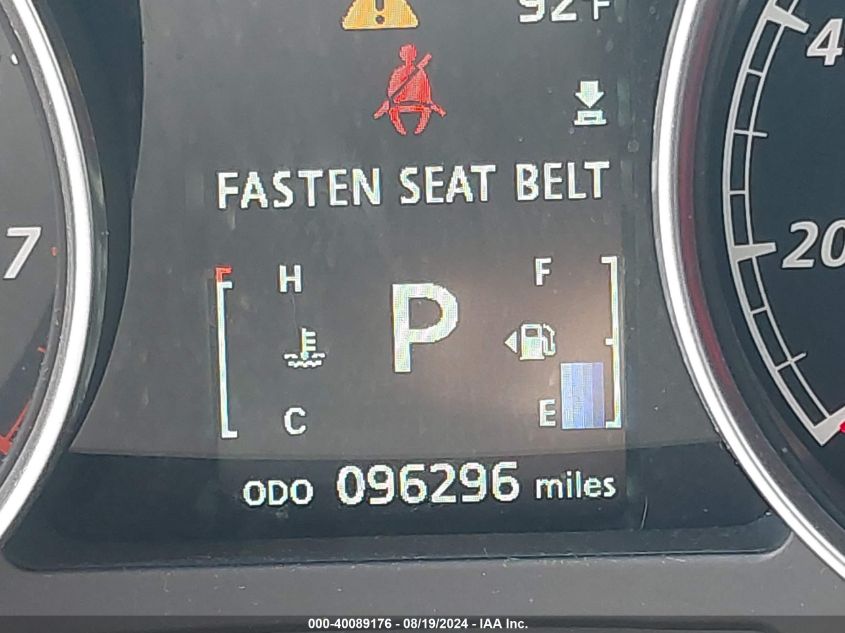 92°F
4
FASTEN SEAT BELT
7
20
H
F
P
C
E
ODO 096296 miles
000-40089176 - 08/19/2024 - IAA Inc.